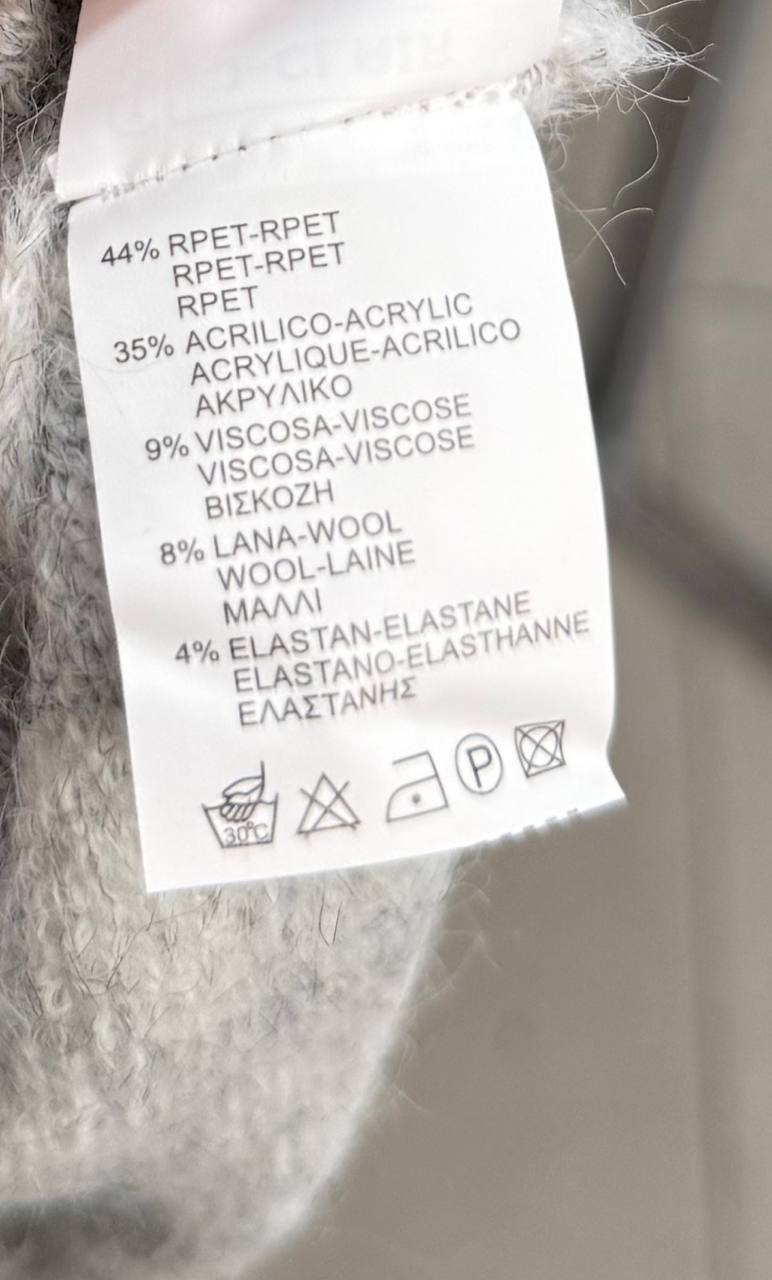 44% RPET-RPET
RPET-RPET
RPET
35% ACRILICO-ACRYLIC
ACRYLIQUE-ACRILICO
ΑΚΡΥΛΙΚΟ
9% VISCOSA-VISCOSE
VISCOSA-VISCOSE
ΒΙΣΚΟΖΗ
8% LANA-WOOL
WOOL-LAINE
ΜΑΛΛΙ
4% ELASTAN-ELASTANE
ELASTANO-ELASTHANNE
ΕΛΑΣΤΑΝΗΣ
30°C P